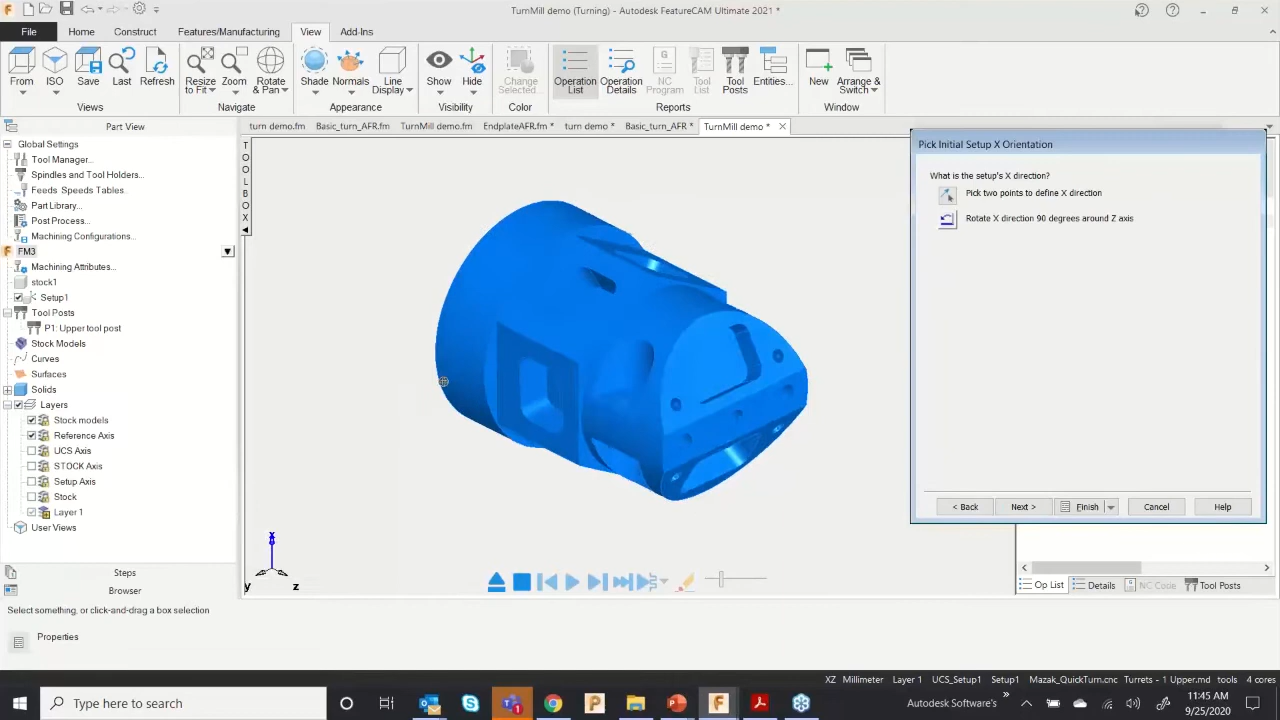 TurnMill demo (Turning) - Autodesk FeatureCAM Ultimate 2021 *
File Home Construct Features/Manufacturing View Add-Ins
From ISO Save Last Refresh
Views
Resize to Fit Zoom Rotate & Pan
Navigate
Shade Normals Line Display
Appearance
Show Hide
Visibility
Change Selected...
Color
Operation List Operation Details NC Program Tool List Tool Posts Entities...
Reports
New Arrange & Switch
Window
Part View
turn demo.fm Basic_turn_AFR.fm TurnMill demo.fm EndplateAFR.fm * turn demo * Basic_turn_AFR * TurnMill demo *
TOOLBOX
Global Settings
Tool Manager...
Spindles and Tool Holders...
Feeds Speeds Tables...
Part Library...
Post Process...
Machining Configurations...
FM3
Machining Attributes...
stock1
Setup1
Tool Posts
P1: Upper tool post
Stock Models
Curves
Surfaces
Solids
Layers
Stock models
Reference Axis
UCS Axis
STOCK Axis
Setup Axis
Stock
Layer 1
User Views
Steps
Browser
Pick Initial Setup X Orientation
What is the setup's X direction?
Pick two points to define X direction
Rotate X direction 90 degrees around Z axis
< Back Next > Finish Cancel Help
x
y
z
Op List Details NC Code Tool Posts
Select something, or click-and-drag a box selection
Properties
XZ Millimeter Layer 1 UCS_Setup1 Setup1 Mazak_QuickTurn.cnc Turrets - 1 Upper.md 4 cores
Type here to search
Autodesk Software's
11:45 AM
9/25/2020